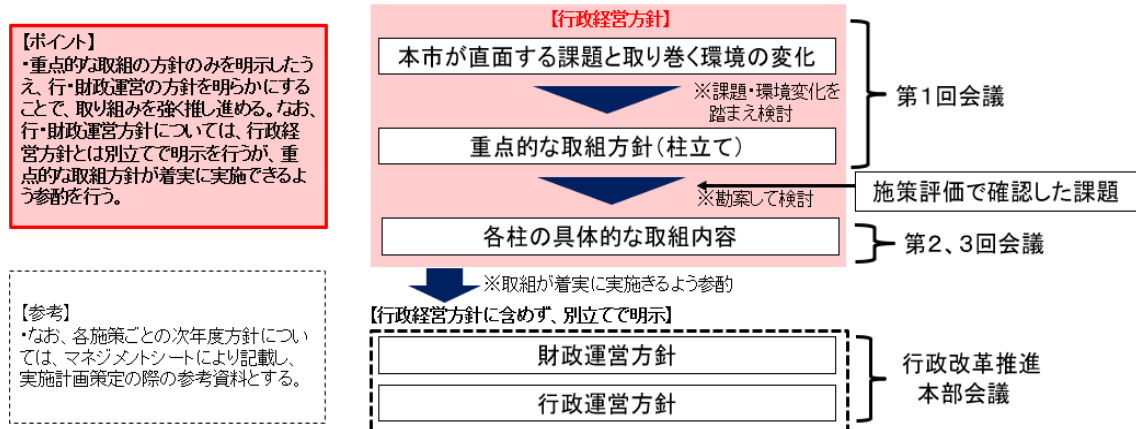 【ポイント】
・重点的な取組の方針のみを明示したう
え、行・財政運営の方針を明らかにするこ
とで、取り組みを強く推し進める。なお、
行・財政運営方針については、行政経
営方針とは別立てで明示を行うが、重
点的な取組方針が着実に実施できるよ
う参酌を行う。
【参考】
・なお、各施策ごとの次年度方針につい
ては、マネジメントシートにより記載し、
実施計画策定の際の参考資料とする。
【行政経営方針】
本市が直面する課題と取り巻く環境の変化
※課題・環境変化を
踏まえ検討
重点的な取組方針（柱立て）
※勘案して検討
各柱の具体的な取組内容
※取組が着実に実施きるよう参酌
【行政経営方針に含めず、別立てで明示】
財政運営方針
行政運営方針
第１回会議
施策評価で確認した課題
第２、３回会議
行政改革推進
本部会議